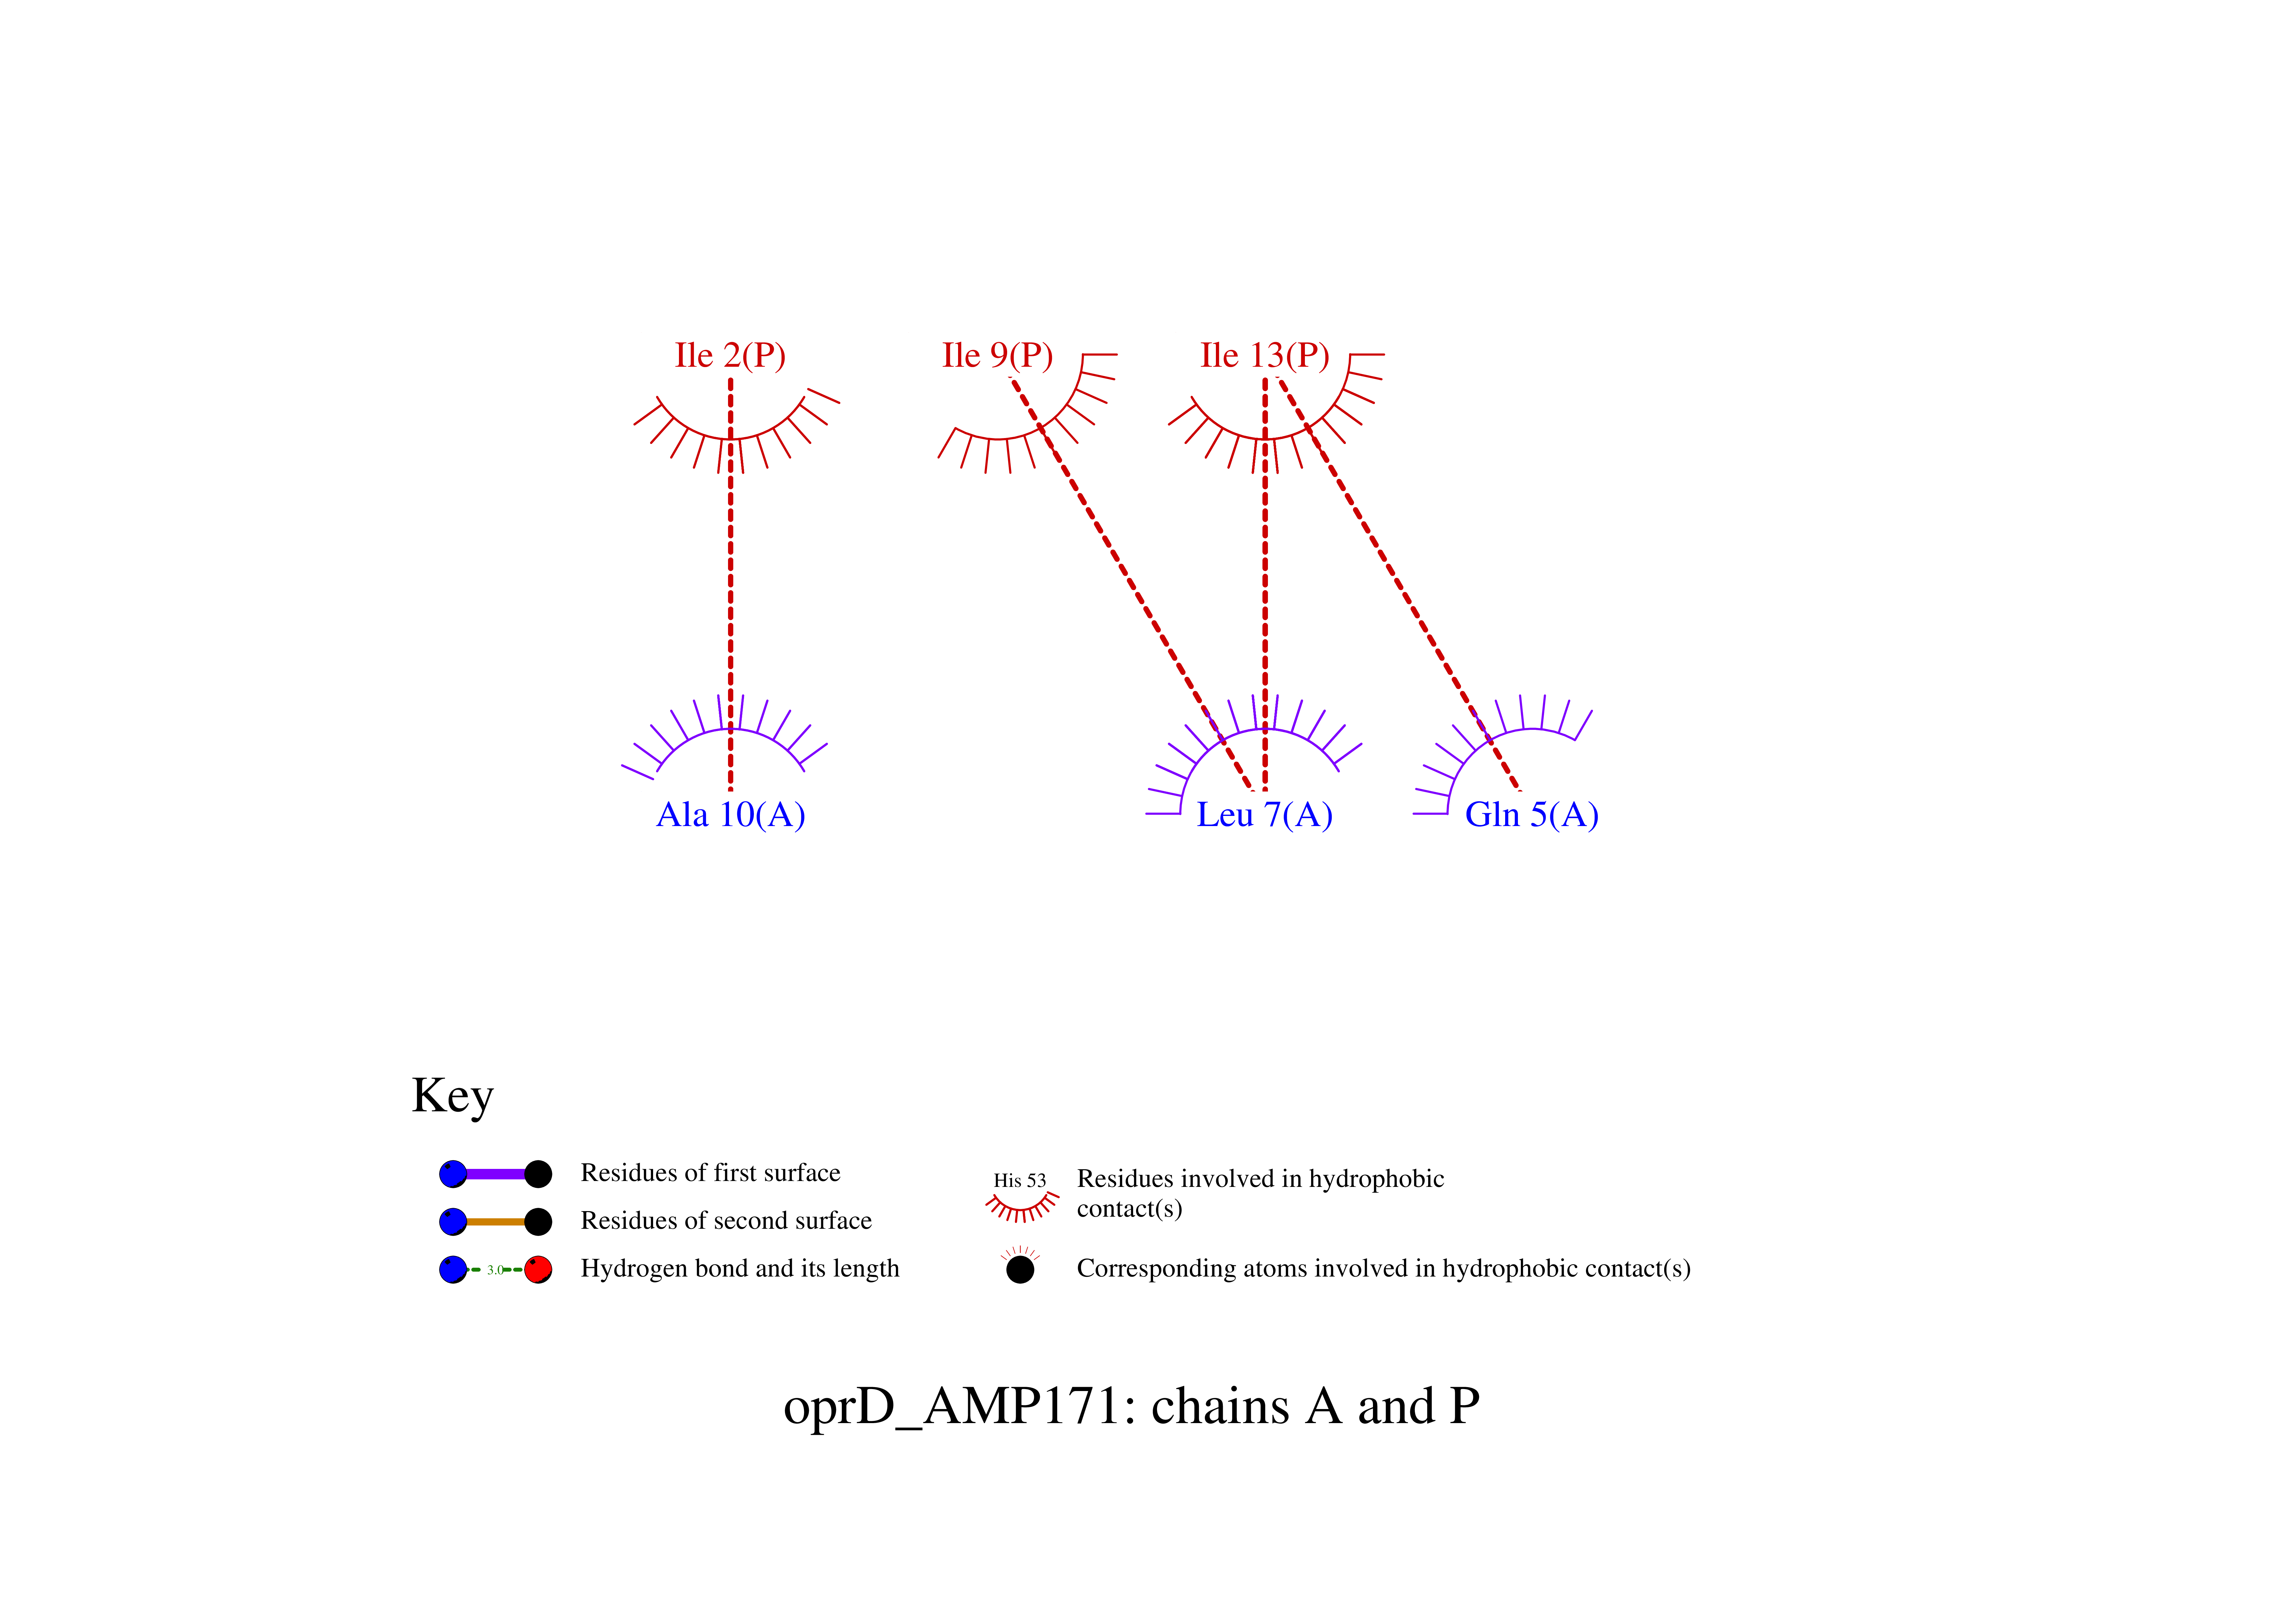 Ile 2(P) Ile 9(P) Ile 13(P)
Ala 10(A) Leu 7(A) Gln 5(A)
Key
Residues of first surface
Residues of second surface
3.0 Hydrogen bond and its length
His 53 Residues involved in hydrophobic
contact(s)
Corresponding atoms involved in hydrophobic contact(s)
oprD_AMP171: chains A and P